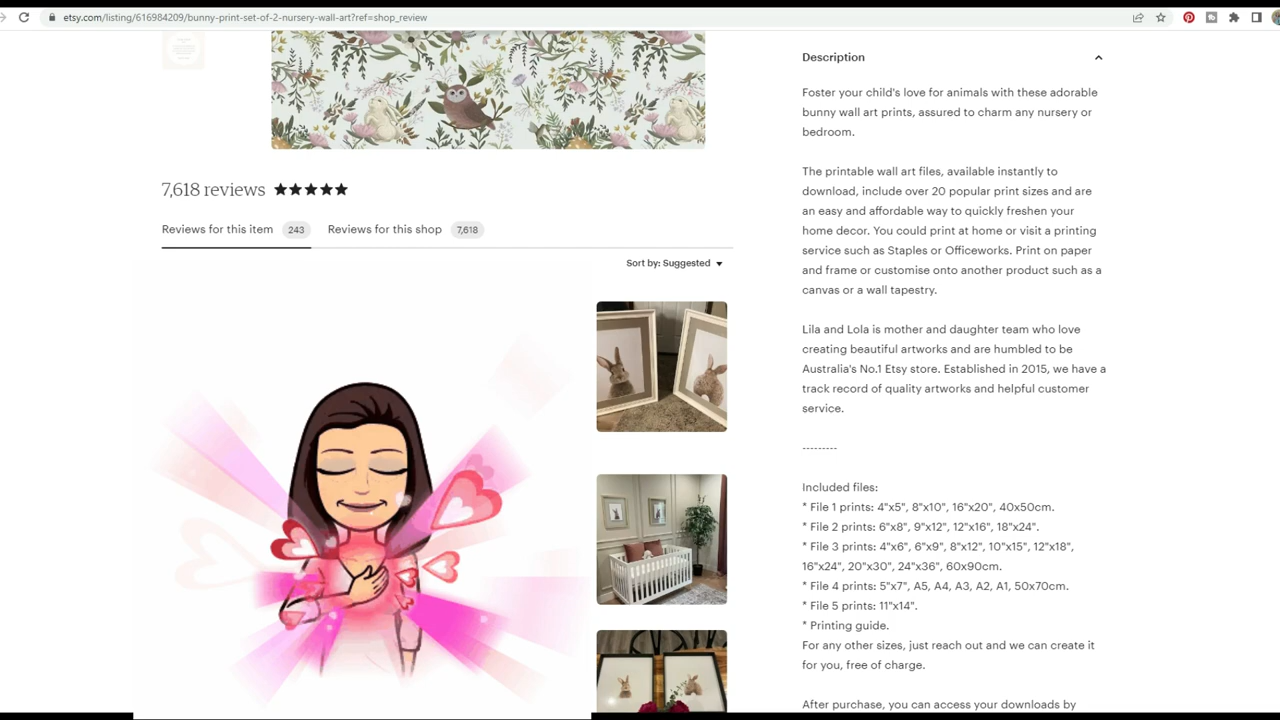 etsy.com/listing/616984209/bunny-print-set-of-2-nursery-wall-art?ref=shop_review
7,618 reviews
Reviews for this item 243 Reviews for this shop 7,618
Sort by: Suggested
Description
Foster your child's love for animals with these adorable
bunny wall art prints, assured to charm any nursery or
bedroom.
The printable wall art files, available instantly to
download, include over 20 popular print sizes and are
an easy and affordable way to quickly freshen your
home decor. You could print at home or visit a printing
service such as Staples or Officeworks. Print on paper
and frame or customise onto another product such as a
canvas or a wall tapestry.
Lila and Lola is mother and daughter team who love
creating beautiful artworks and are humbled to be
Australia's No.1 Etsy store. Established in 2015, we have a
track record of quality artworks and helpful customer
service.
---------
Included files:
* File 1 prints: 4"x5", 8"x10", 16"x20", 40x50cm.
* File 2 prints: 6"x8", 9"x12", 12"x16", 18"x24".
* File 3 prints: 4"x6", 6"x9", 8"x12", 10"x15", 12"x18",
16"x24", 20"x30", 24"x36", 60x90cm.
* File 4 prints: 5"x7", A5, A4, A3, A2, A1, 50x70cm.
* File 5 prints: 11"x14".
* Printing guide.
For any other sizes, just reach out and we can create it
for you, free of charge.
After purchase, you can access your downloads by